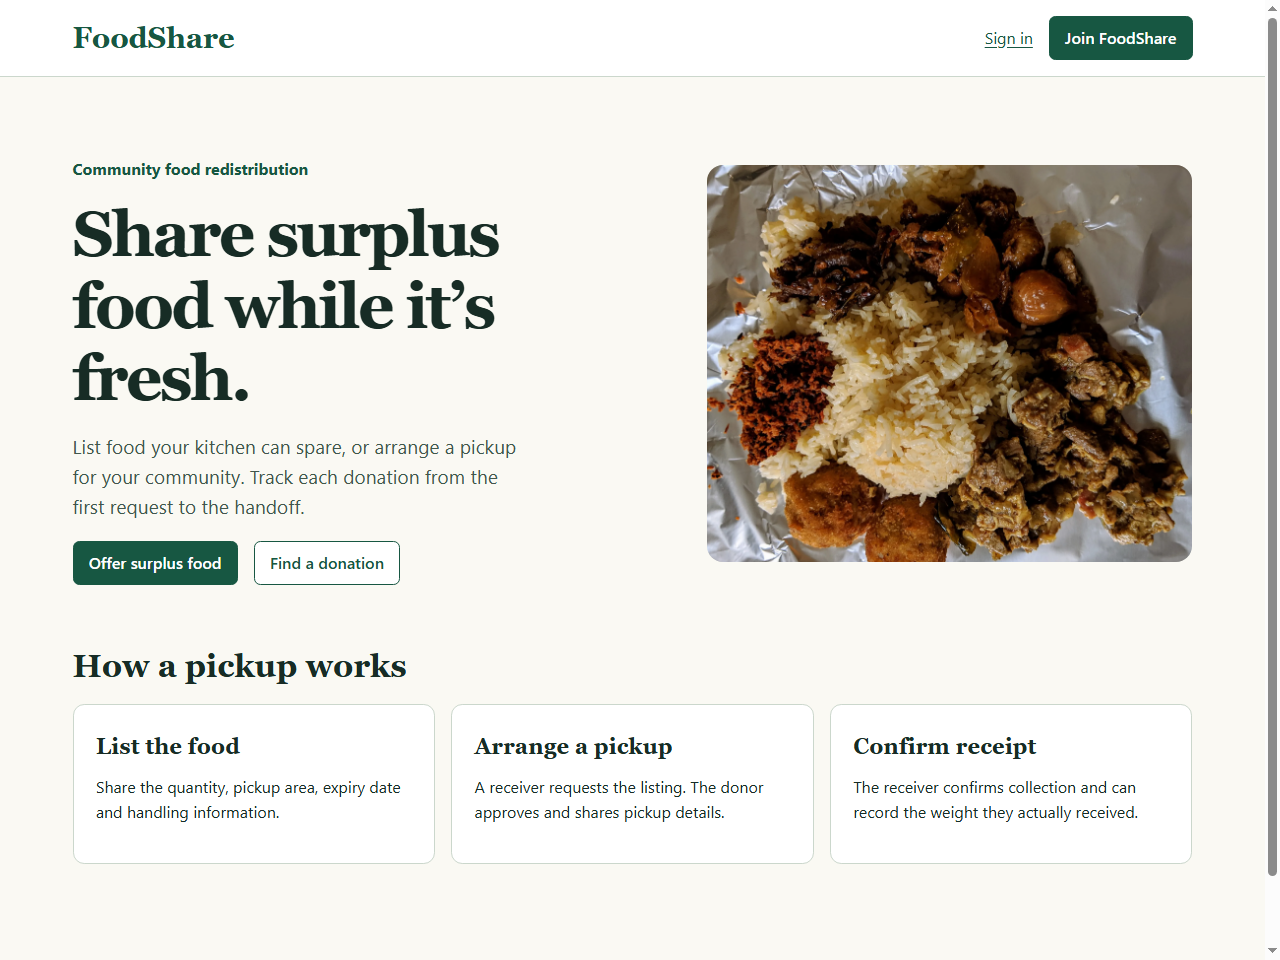 FoodShare
Sign in
Join FoodShare
Community food redistribution
Share surplus
food while it’s
fresh.
List food your kitchen can spare, or arrange a pickup
for your community. Track each donation from the
first request to the handoff.
Offer surplus food
Find a donation
How a pickup works
List the food
Share the quantity, pickup area, expiry date
and handling information.
Arrange a pickup
A receiver requests the listing. The donor
approves and shares pickup details.
Confirm receipt
The receiver confirms collection and can
record the weight they actually received.